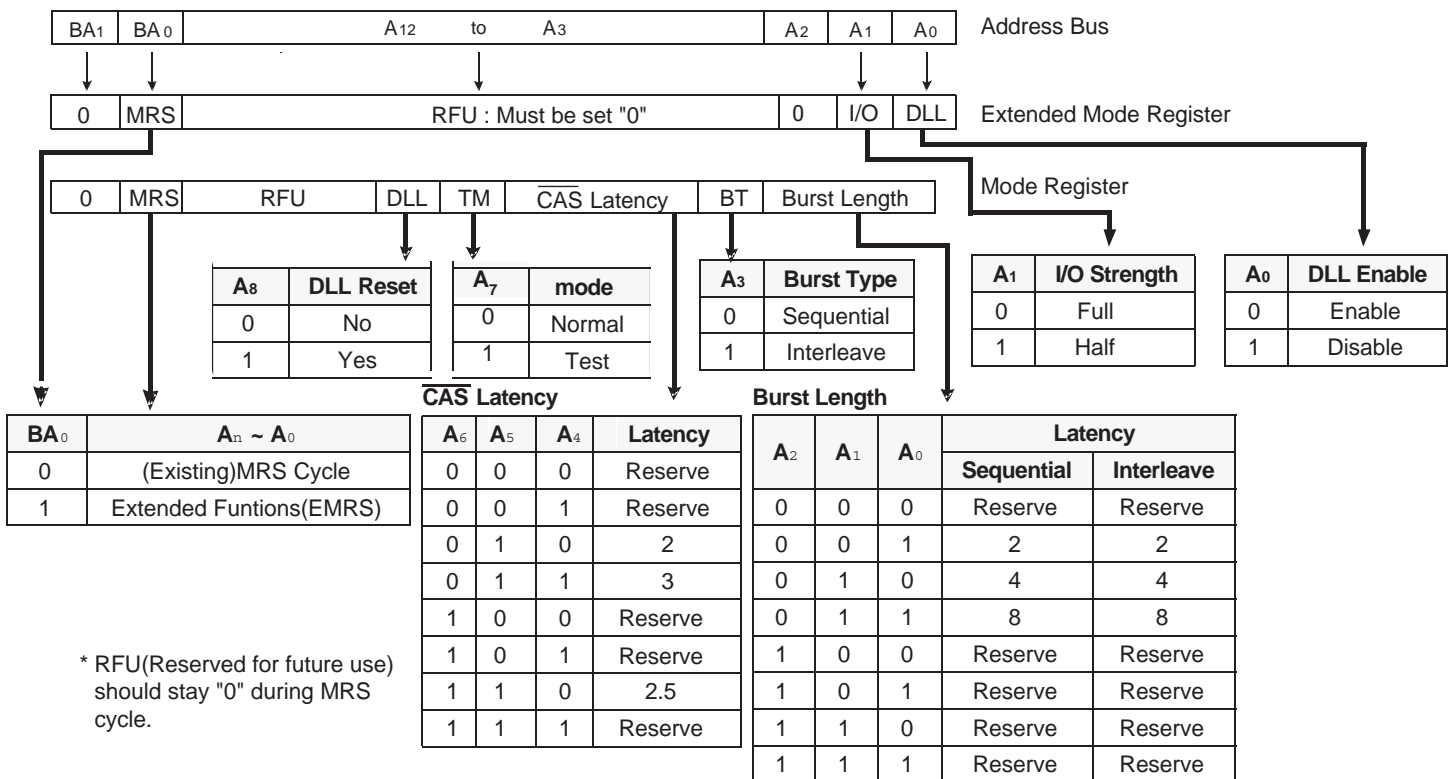 BA1 BA0 A12 to A3 A2 A1 A0 Address Bus
0 MRS RFU : Must be set "0" 0 I/O DLL Extended Mode Register
Mode Register
0 MRS RFU DLL TM CAS Latency BT Burst Length
A8 DLL Reset
0 No
1 Yes
A7 mode
0 Normal
1 Test
A3 Burst Type
0 Sequential
1 Interleave
A1 I/O Strength
0 Full
1 Half
A0 DLL Enable
0 Enable
1 Disable
BA0 An ~ A0
0 (Existing)MRS Cycle
1 Extended Funtions(EMRS)
* RFU(Reserved for future use)
should stay "0" during MRS
cycle.
CAS Latency
A6 A5 A4 Latency
0 0 0 Reserve
0 0 1 Reserve
0 1 0 2
0 1 1 3
1 0 0 Reserve
1 0 1 Reserve
1 1 0 2.5
1 1 1 Reserve
Burst Length
A2 A1 A0 Latency
Sequential Interleave
0 0 0 Reserve Reserve
0 0 1 2 2
0 1 0 4 4
0 1 1 8 8
1 0 0 Reserve Reserve
1 0 1 Reserve Reserve
1 1 0 Reserve Reserve
1 1 1 Reserve Reserve